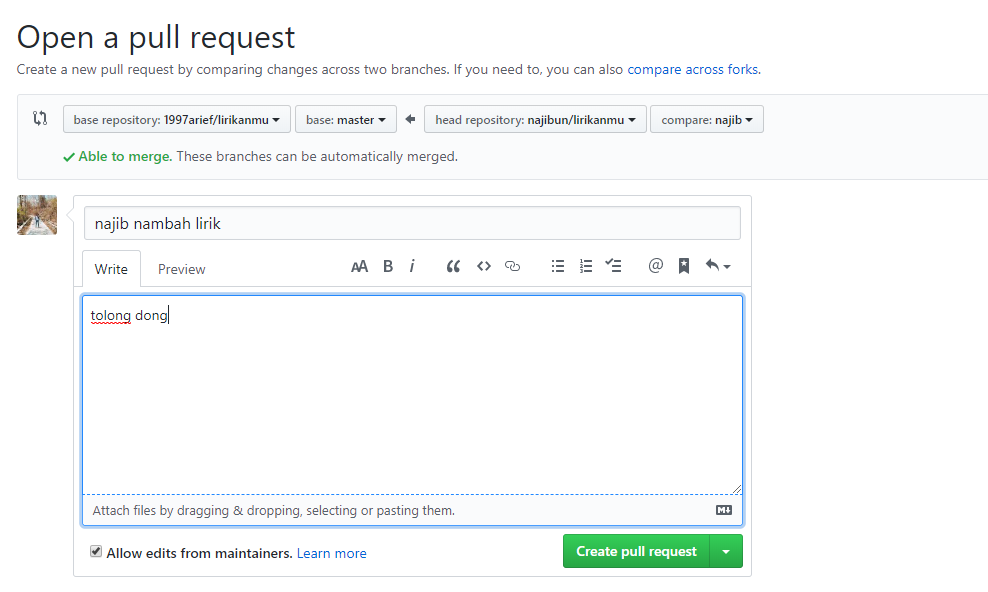 Open a pull request
Create a new pull request by comparing changes across two branches. If you need to, you can also compare across forks.
base repository: 1997arief/lirikanmu base: master head repository: najibun/lirikanmu compare: najib
Able to merge. These branches can be automatically merged.
najib nambah lirik
Write Preview AA B i @
tolong dong
Attach files by dragging & dropping, selecting or pasting them. M↓
Allow edits from maintainers. Learn more Create pull request